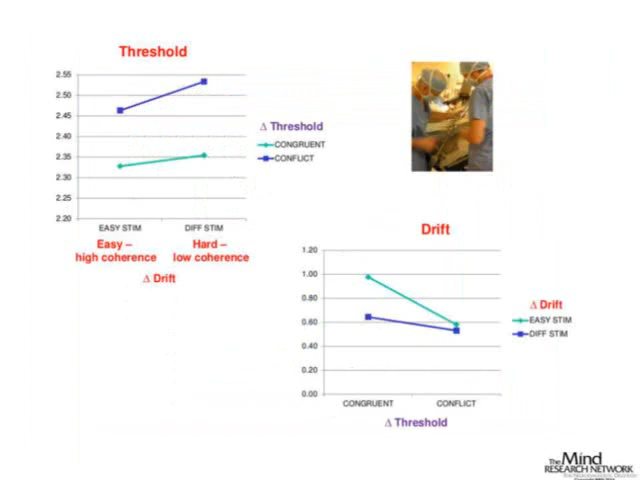 Threshold
2.55
2.50
2.45
2.40
2.35
2.30
2.25
2.20
EASY STIM DIFF STIM
Easy – Hard –
high coherence low coherence
Δ Drift
Δ Threshold
CONGRUENT
CONFLICT
Drift
1.20
1.00
0.80
0.60
0.40
0.20
0.00
CONGRUENT CONFLICT
Δ Threshold
Δ Drift
EASY STIM
DIFF STIM
The Mind
RESEARCH NETWORK